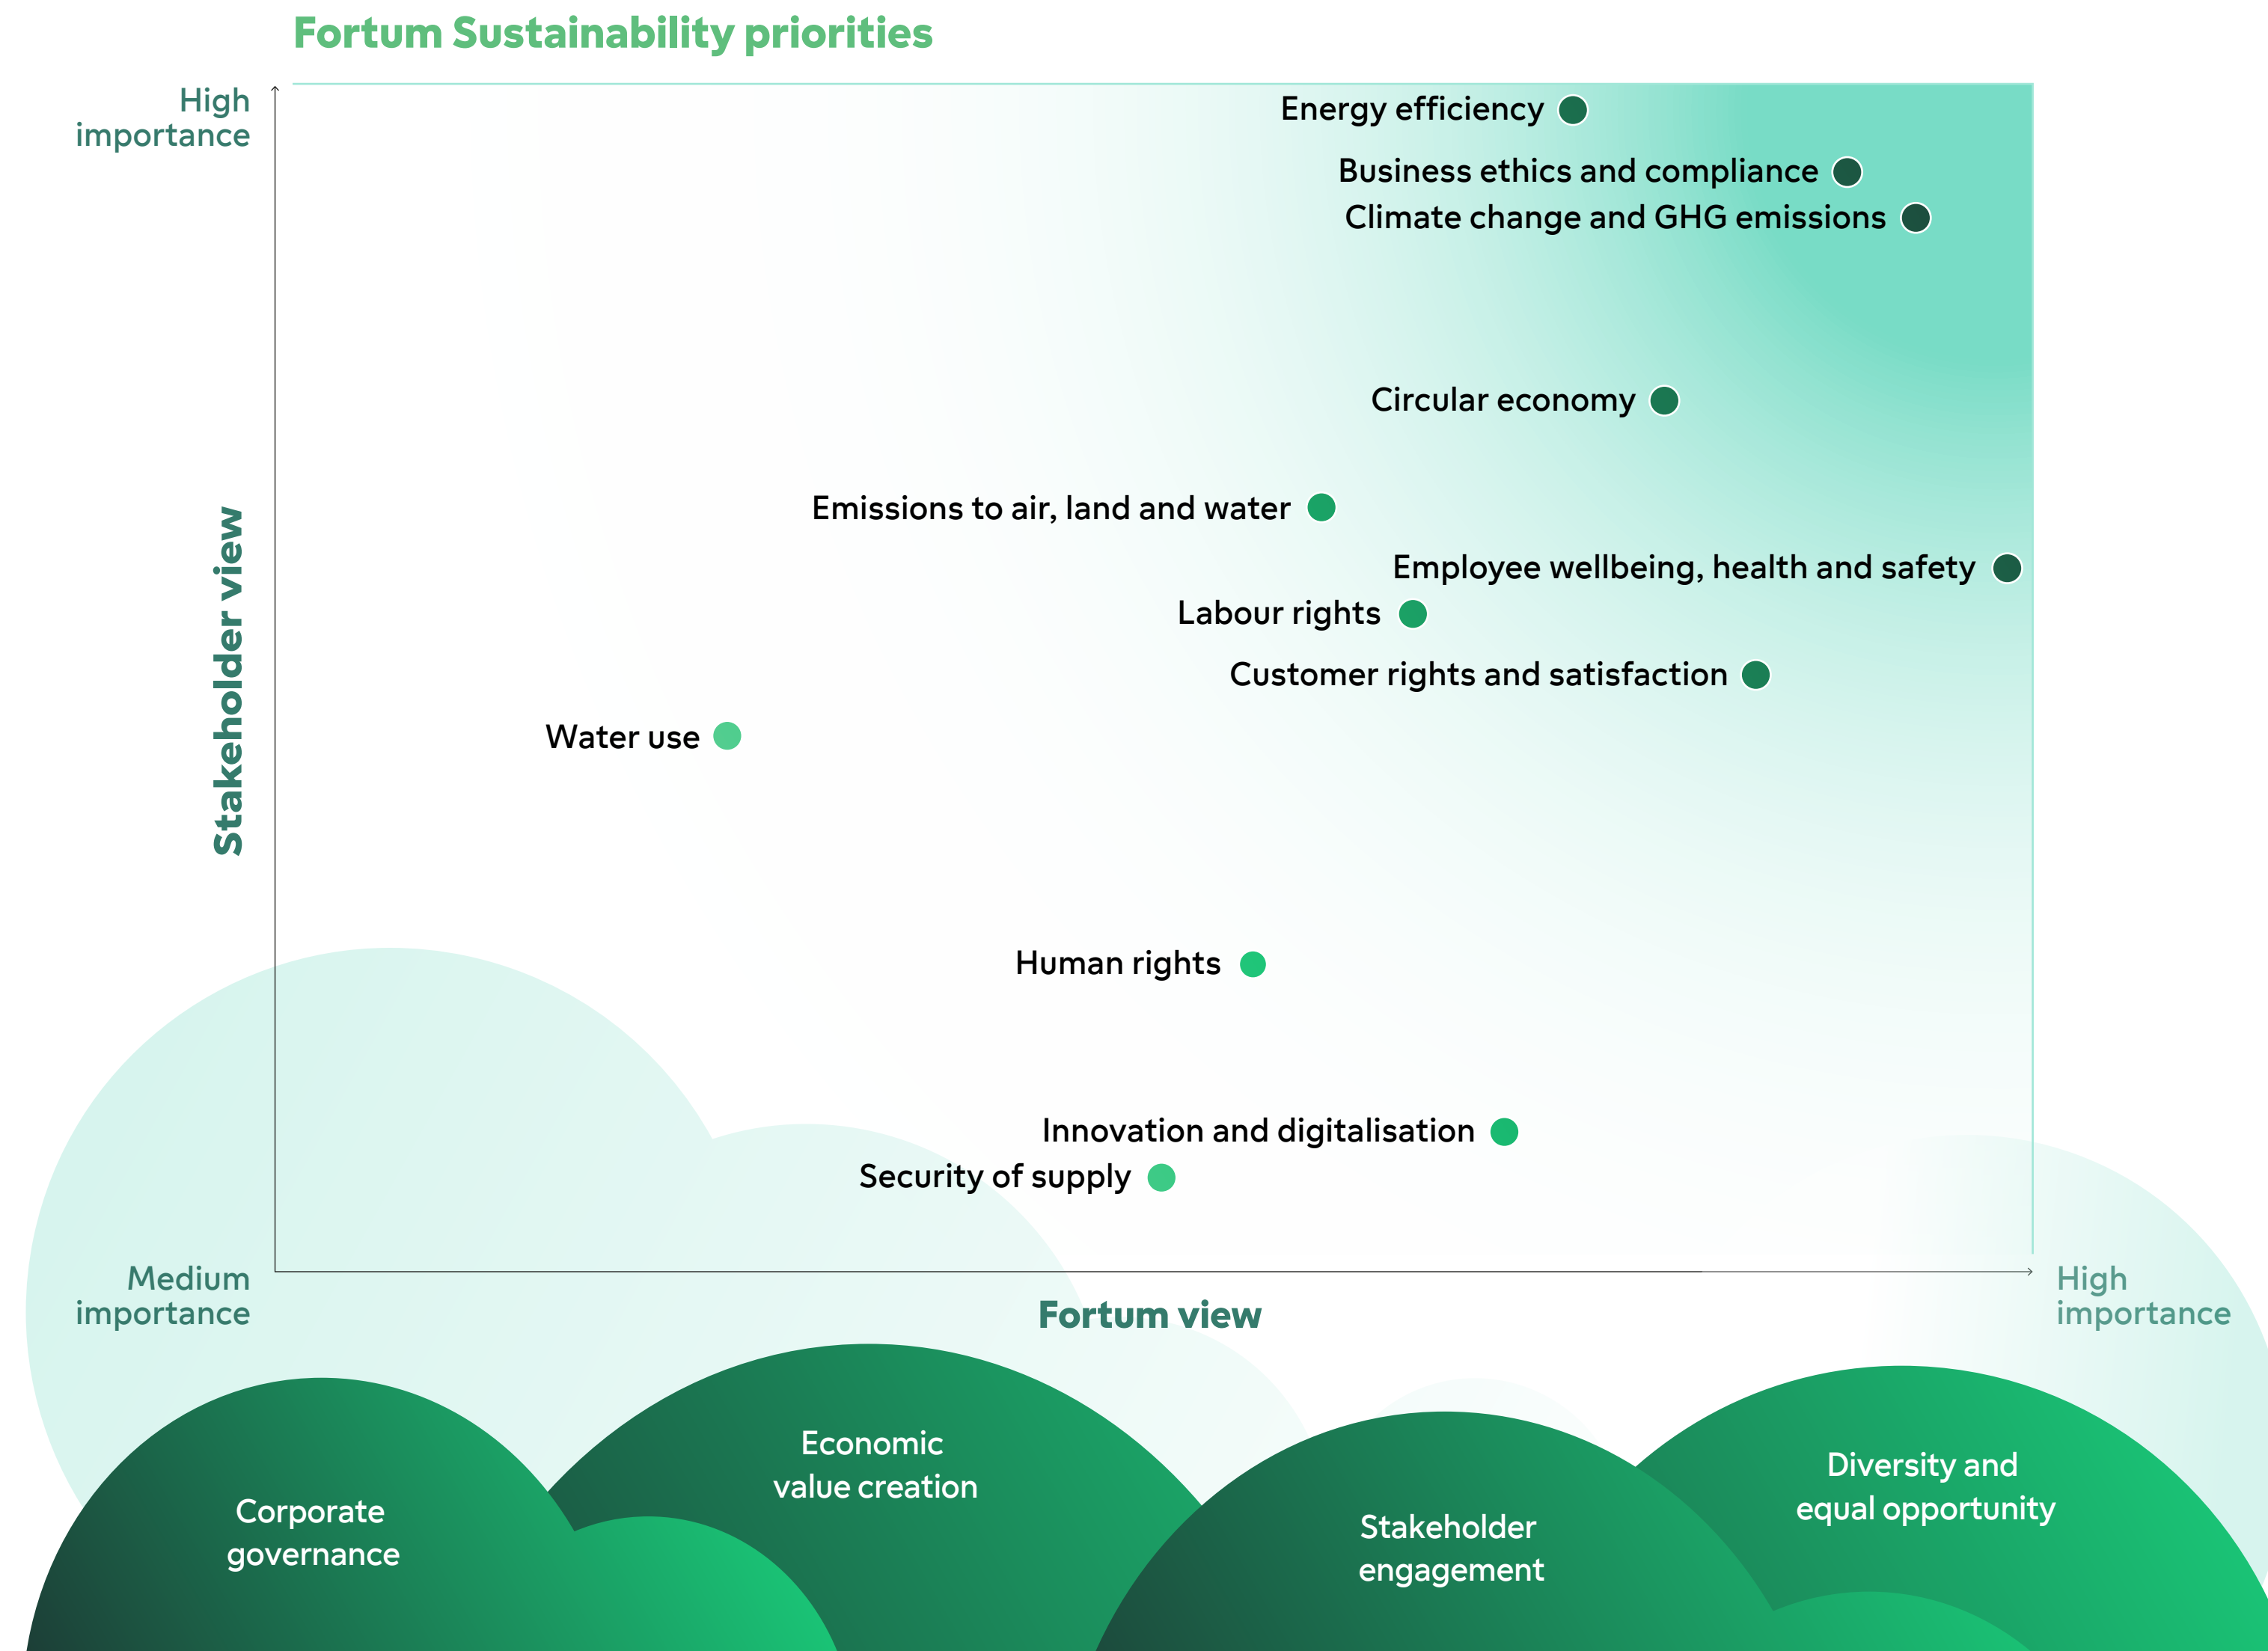 Fortum Sustainability priorities
High
importance
Energy efficiency
Business ethics and compliance
Climate change and GHG emissions
Circular economy
Emissions to air, land and water
Employee wellbeing, health and safety
Labour rights
Customer rights and satisfaction
Stakeholder view
Water use
Human rights
Innovation and digitalisation
Security of supply
Medium
importance
Fortum view
High
importance
Corporate
governance
Economic
value creation
Stakeholder
engagement
Diversity and
equal opportunity